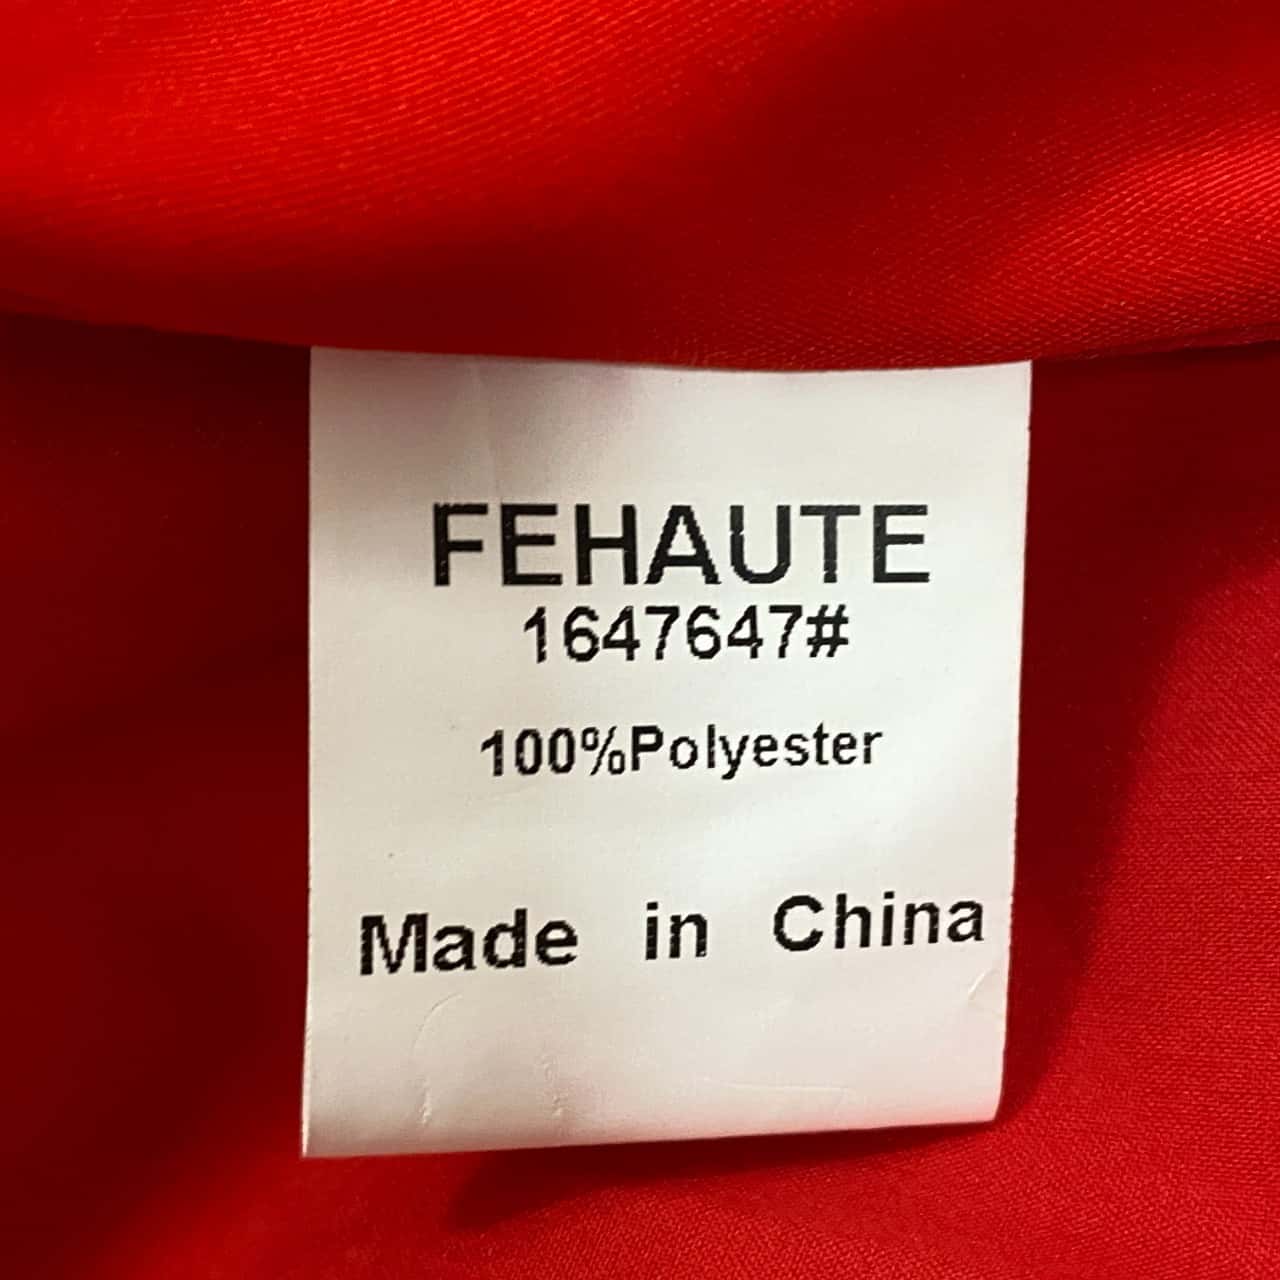 FEHAUTE
1647647#
100%Polyester
Made in China